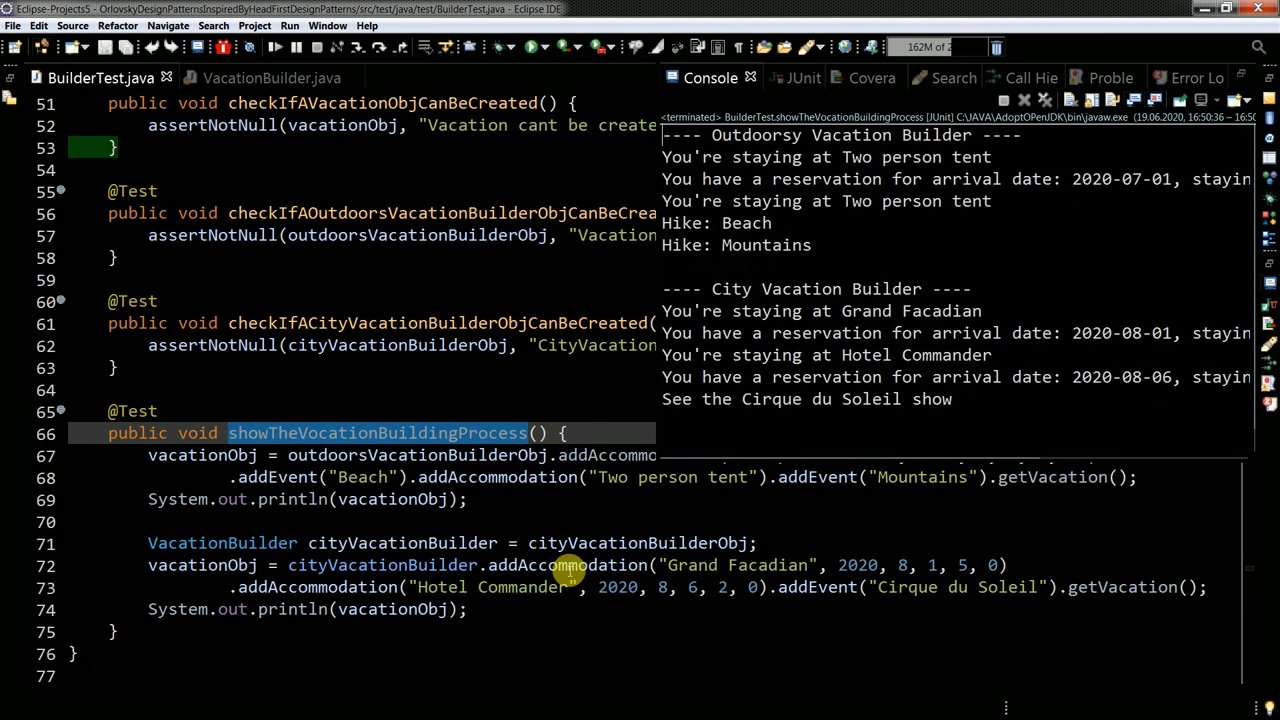 Eclipse-Projects5 - OrlovskyDesignPatternsInspiredByHeadFirstDesignPatterns/src/test/java/test/BuilderTest.java - Eclipse IDE
File Edit Source Refactor Navigate Search Project Run Window Help
162M of 2
BuilderTest.java VacationBuilder.java
51 public void checkIfAVacationObjCanBeCreated() {
52 assertNotNull(vacationObj, "Vacation cant be create
53 }
54
55 @Test
56 public void checkIfAOutdoorsVacationBuilderObjCanBeCrea
57 assertNotNull(outdoorsVacationBuilderObj, "Vacation
58 }
59
60 @Test
61 public void checkIfACityVacationBuilderObjCanBeCreated(
62 assertNotNull(cityVacationBuilderObj, "CityVacation
63 }
64
65 @Test
66 public void showTheVocationBuildingProcess() {
67 vacationObj = outdoorsVacationBuilderObj.addAccommo
68 .addEvent("Beach").addAccommodation("Two person tent").addEvent("Mountains").getVacation();
69 System.out.println(vacationObj);
70
71 VacationBuilder cityVacationBuilder = cityVacationBuilderObj;
72 vacationObj = cityVacationBuilder.addAccommodation("Grand Facadian", 2020, 8, 1, 5, 0)
73 .addAccommodation("Hotel Commander", 2020, 8, 6, 2, 0).addEvent("Cirque du Soleil").getVacation();
74 System.out.println(vacationObj);
75 }
76 }
77
Console JUnit Covera Search Call Hie Proble Error Lo
<terminated> BuilderTest.showTheVocationBuildingProcess [JUnit] C:\JAVA\AdoptOPenJDK\bin\javaw.exe (19.06.2020, 16:50:36 – 16:50
---- Outdoorsy Vacation Builder ----
You're staying at Two person tent
You have a reservation for arrival date: 2020-07-01, stayin
You're staying at Two person tent
Hike: Beach
Hike: Mountains
---- City Vacation Builder ----
You're staying at Grand Facadian
You have a reservation for arrival date: 2020-08-01, stayin
You're staying at Hotel Commander
You have a reservation for arrival date: 2020-08-06, stayin
See the Cirque du Soleil show